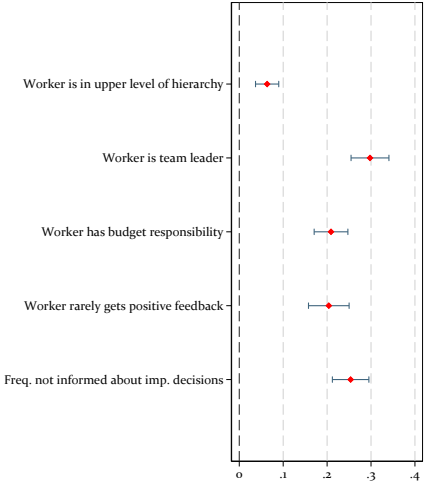 Worker is in upper level of hierarchy
Worker is team leader
Worker has budget responsibility
Worker rarely gets positive feedback
Freq. not informed about imp. decisions
0 .1 .2 .3 .4